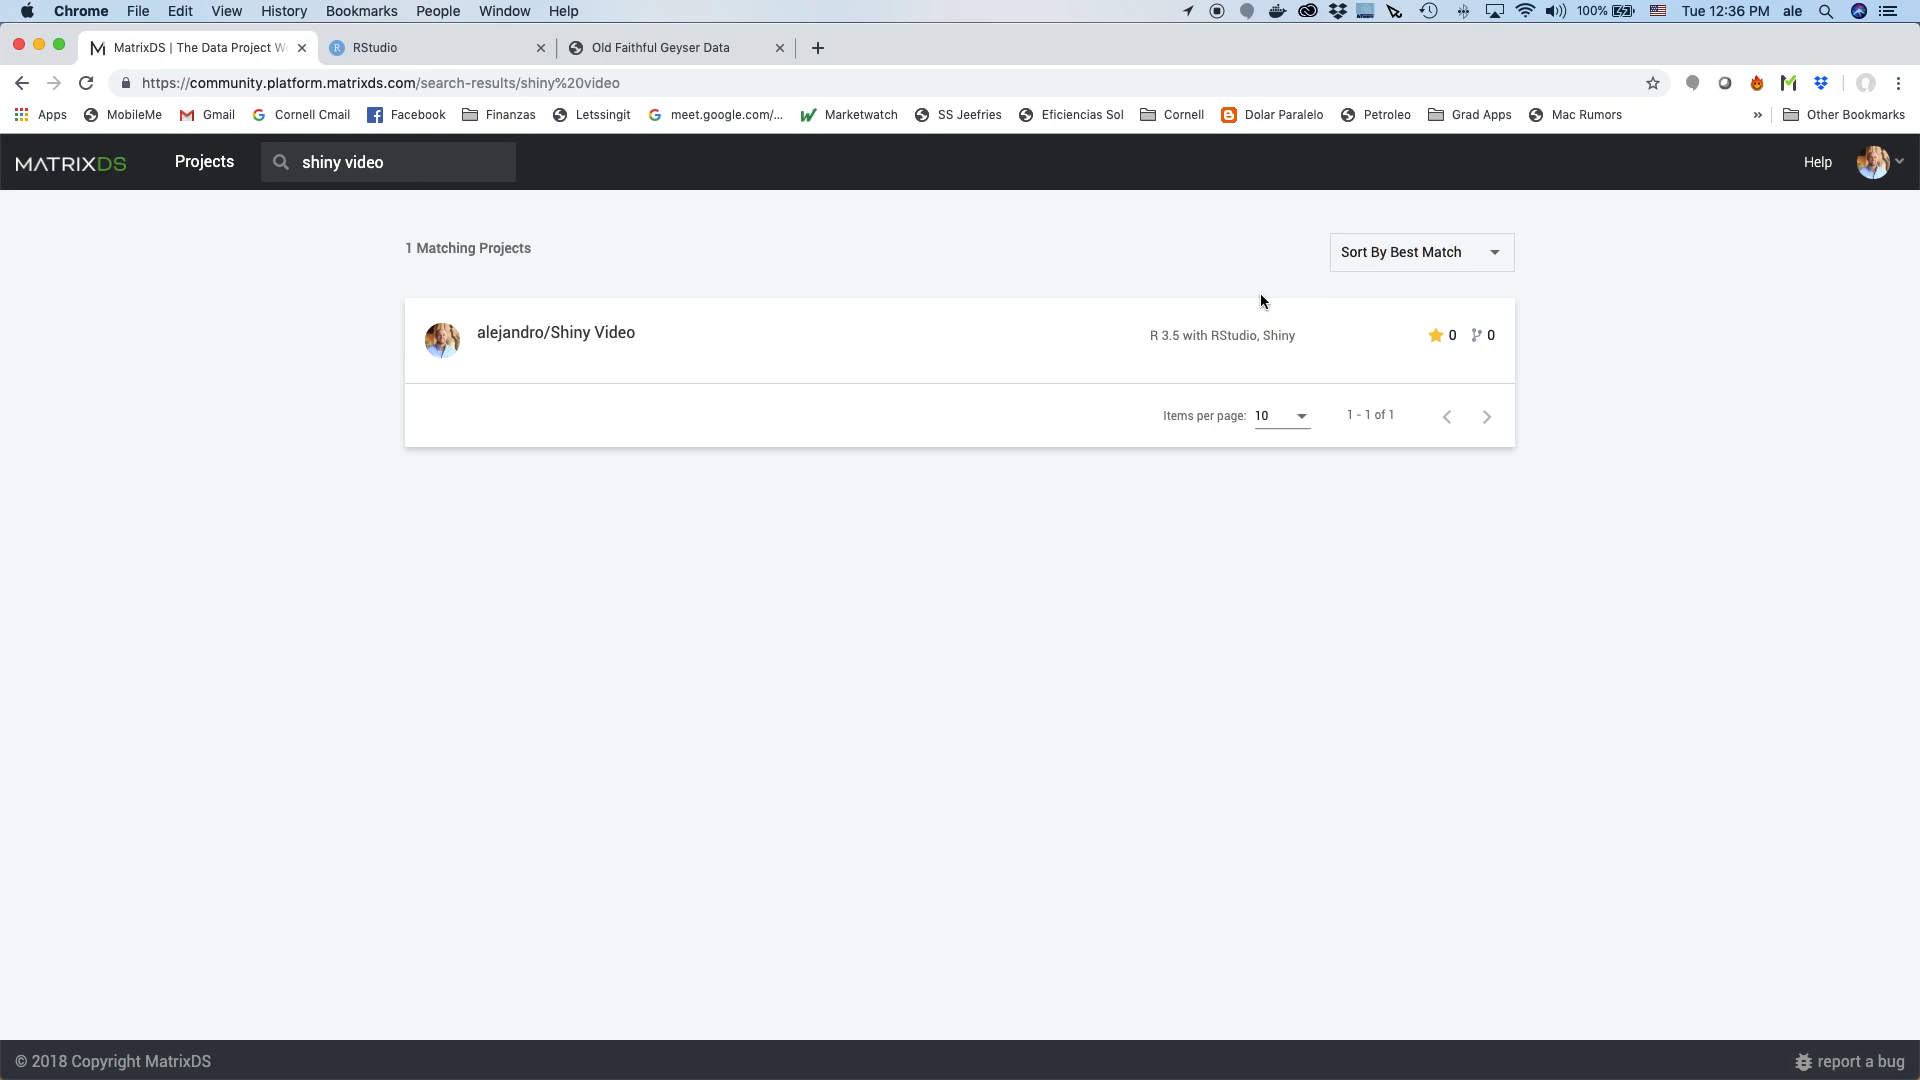 Chrome File Edit View History Bookmarks People Window Help 100% Tue 12:36 PM ale
MatrixDS | The Data Project W RStudio Old Faithful Geyser Data
https://community.platform.matrixds.com/search-results/shiny%20video
Apps MobileMe Gmail Cornell Cmail Facebook Finanzas Letssingit meet.google.com/... Marketwatch SS Jeefries Eficiencias Sol Cornell Dolar Paralelo Petroleo Grad Apps Mac Rumors » Other Bookmarks
MATRIXDS Projects shiny video Help
1 Matching Projects Sort By Best Match
alejandro/Shiny Video R 3.5 with RStudio, Shiny 0 0
Items per page: 10 1 - 1 of 1
© 2018 Copyright MatrixDS report a bug